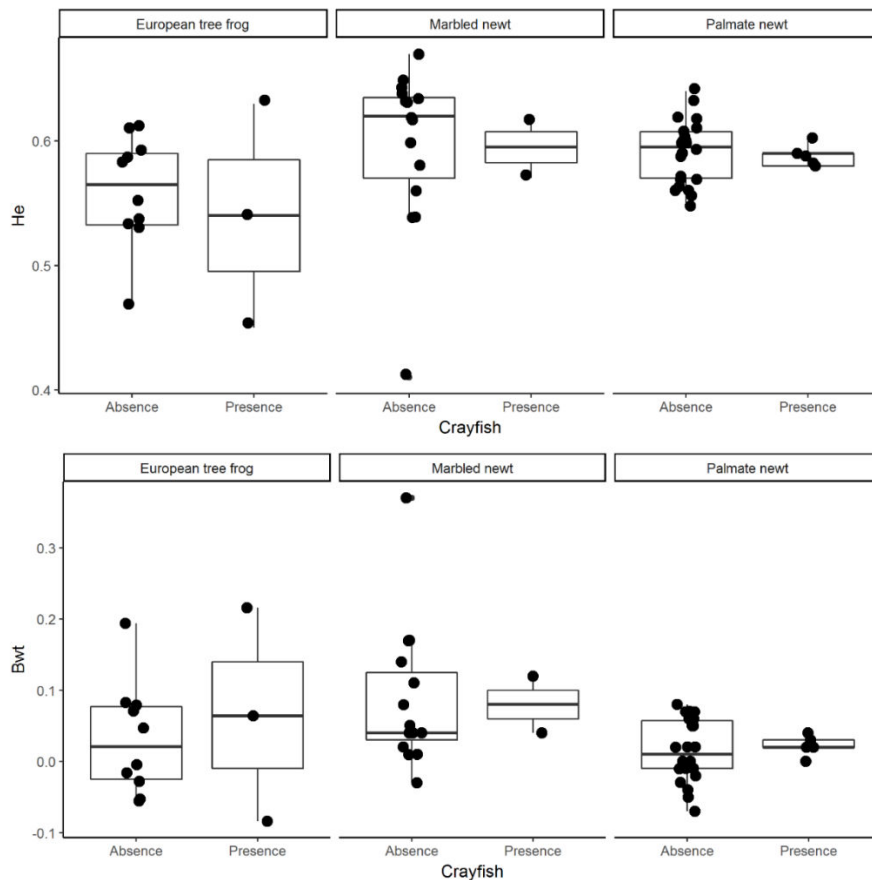 European tree frog Marbled newt Palmate newt
0.6
0.5
0.4
He
Absence Presence Absence Presence Absence Presence
Crayfish
European tree frog Marbled newt Palmate newt
0.3
0.2
0.1
0.0
-0.1
Bwt
Absence Presence Absence Presence Absence Presence
Crayfish